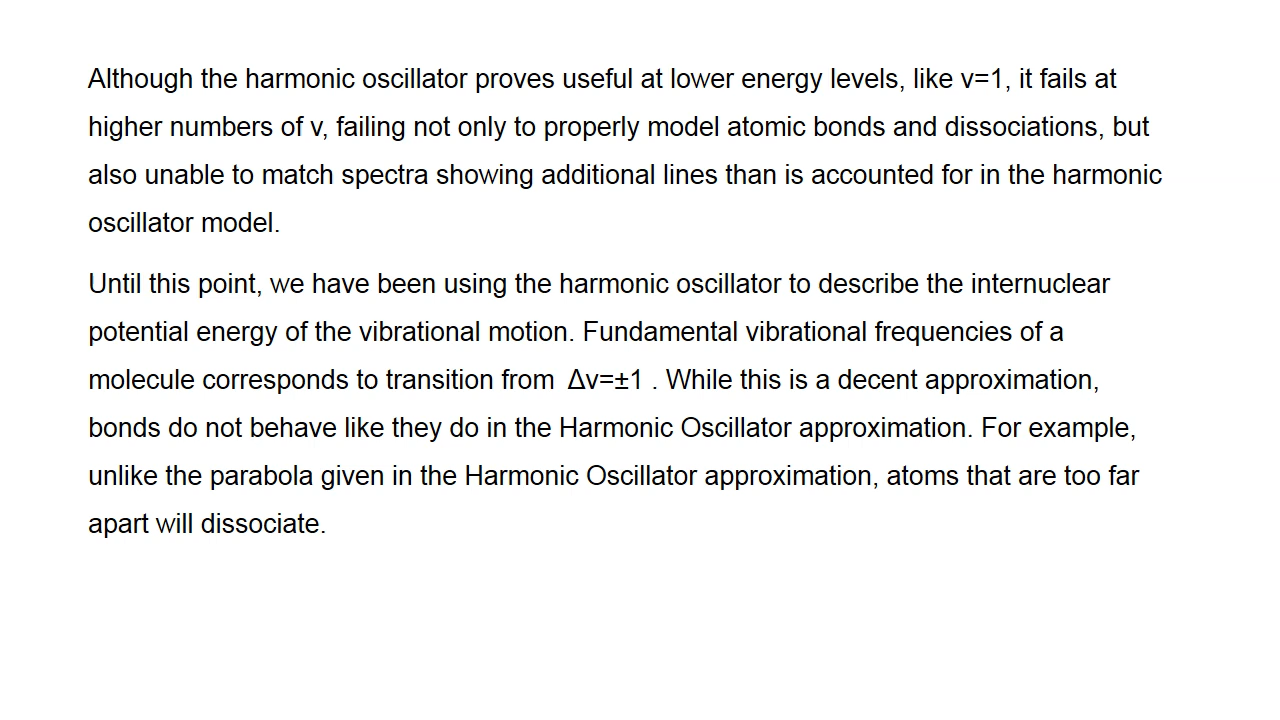 Although the harmonic oscillator proves useful at lower energy levels, like v=1, it fails at
higher numbers of v, failing not only to properly model atomic bonds and dissociations, but
also unable to match spectra showing additional lines than is accounted for in the harmonic
oscillator model.
Until this point, we have been using the harmonic oscillator to describe the internuclear
potential energy of the vibrational motion. Fundamental vibrational frequencies of a
molecule corresponds to transition from Δv=±1 . While this is a decent approximation,
bonds do not behave like they do in the Harmonic Oscillator approximation. For example,
unlike the parabola given in the Harmonic Oscillator approximation, atoms that are too far
apart will dissociate.